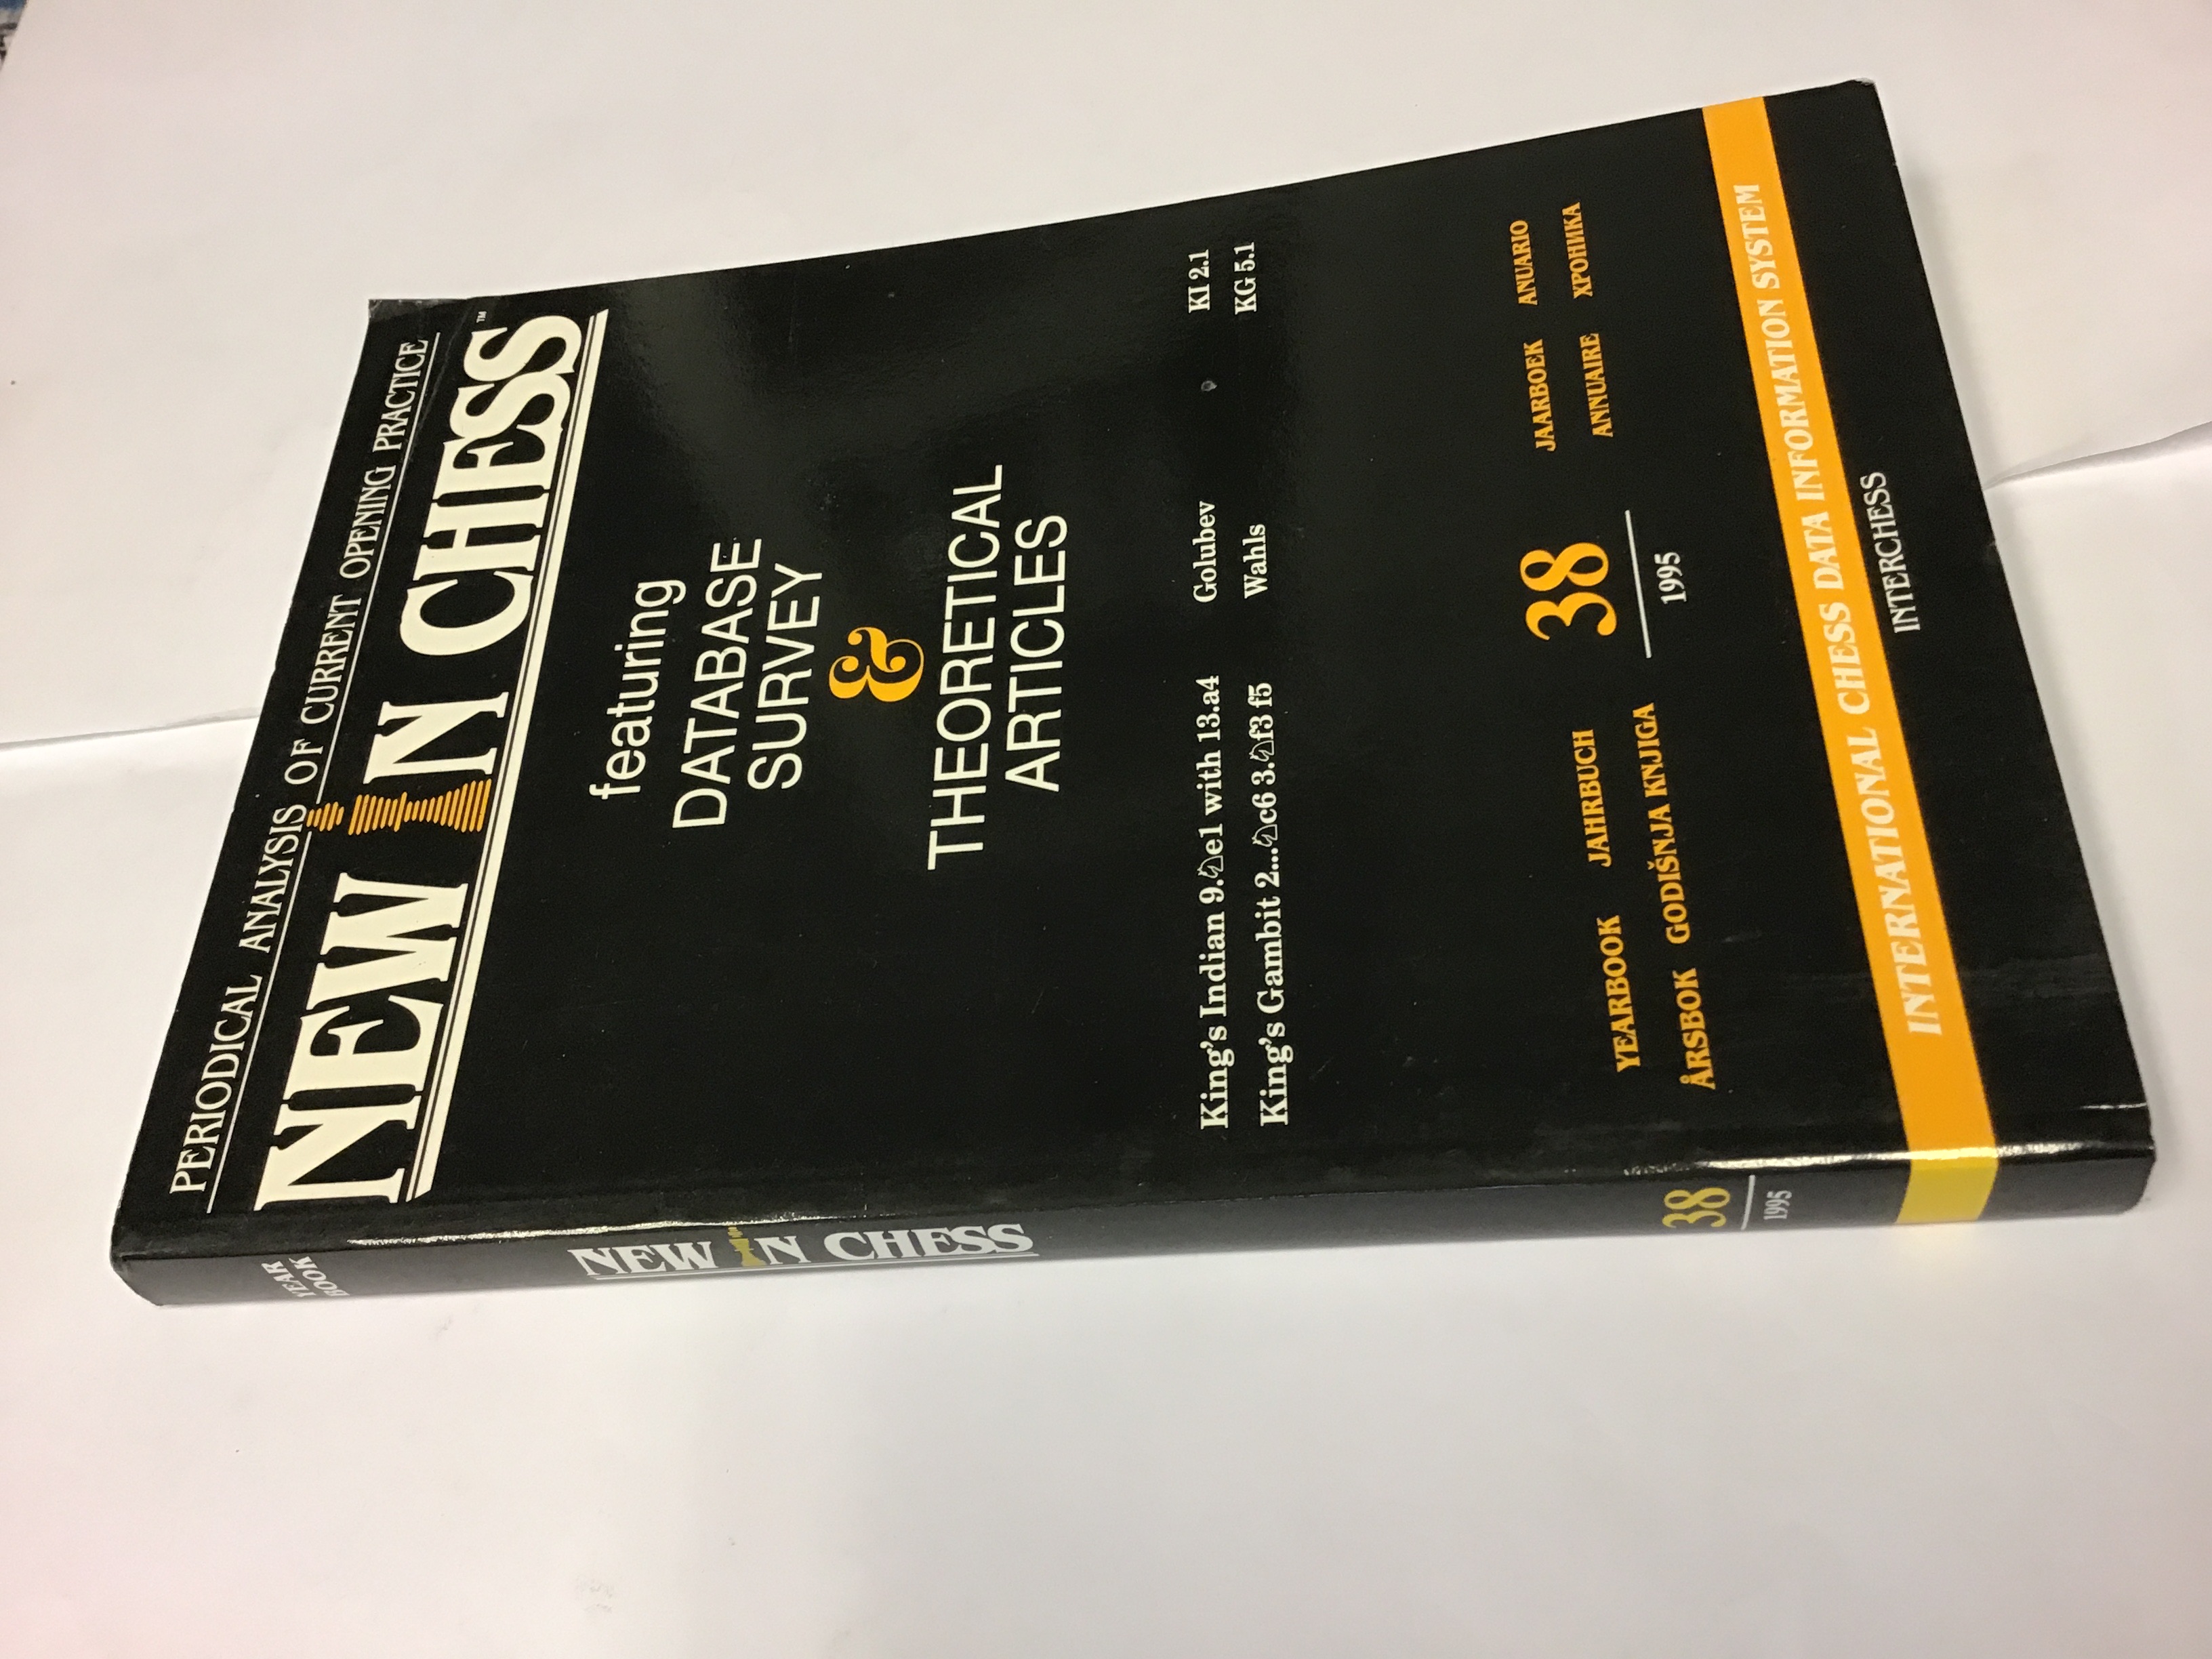 PERIODICAL ANALYSIS OF CURRENT OPENING PRACTICE
NEW IN CHESS™
featuring
DATABASE
SURVEY
&
THEORETICAL
ARTICLES
King's Indian 9.♘e1 with 13.a4 Golubev KI 2.1
King's Gambit 2...♘c6 3.♘f3 f5 Wahls KG 5.1
YEARBOOK JAHRBUCH 38 JAARBOEK ANUARIO
ÅRSBOK GODIŠNJA KNJIGA 1995 ANNUAIRE ХРОНИКА
INTERNATIONAL CHESS DATA INFORMATION SYSTEM
INTERCHESS
YEAR
BOOK
NEW IN CHESS
38
1995